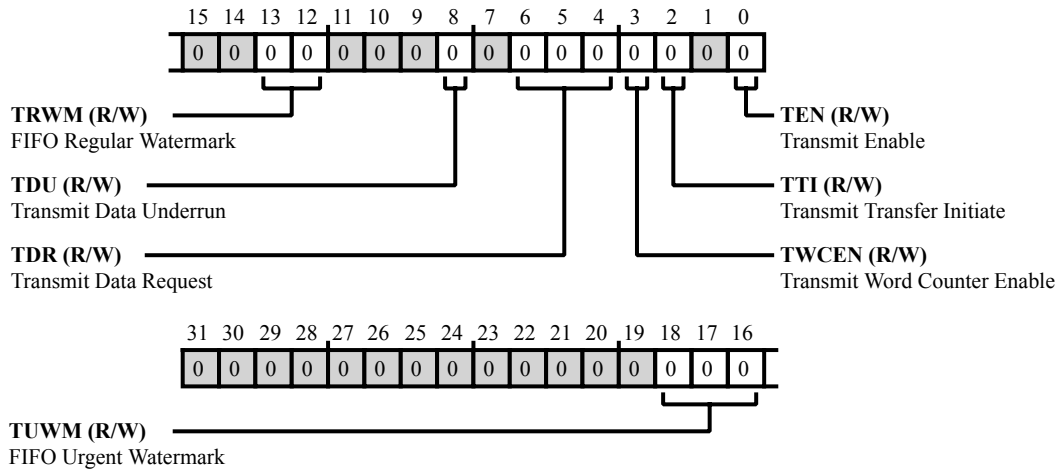 15 14 13 12 11 10 9 8 7 6 5 4 3 2 1 0
0 0 0 0 0 0 0 0 0 0 0 0 0 0 0 0
TRWM (R/W)
FIFO Regular Watermark
TEN (R/W)
Transmit Enable
TDU (R/W)
Transmit Data Underrun
TTI (R/W)
Transmit Transfer Initiate
TDR (R/W)
Transmit Data Request
TWCEN (R/W)
Transmit Word Counter Enable
31 30 29 28 27 26 25 24 23 22 21 20 19 18 17 16
0 0 0 0 0 0 0 0 0 0 0 0 0 0 0 0
TUWM (R/W)
FIFO Urgent Watermark